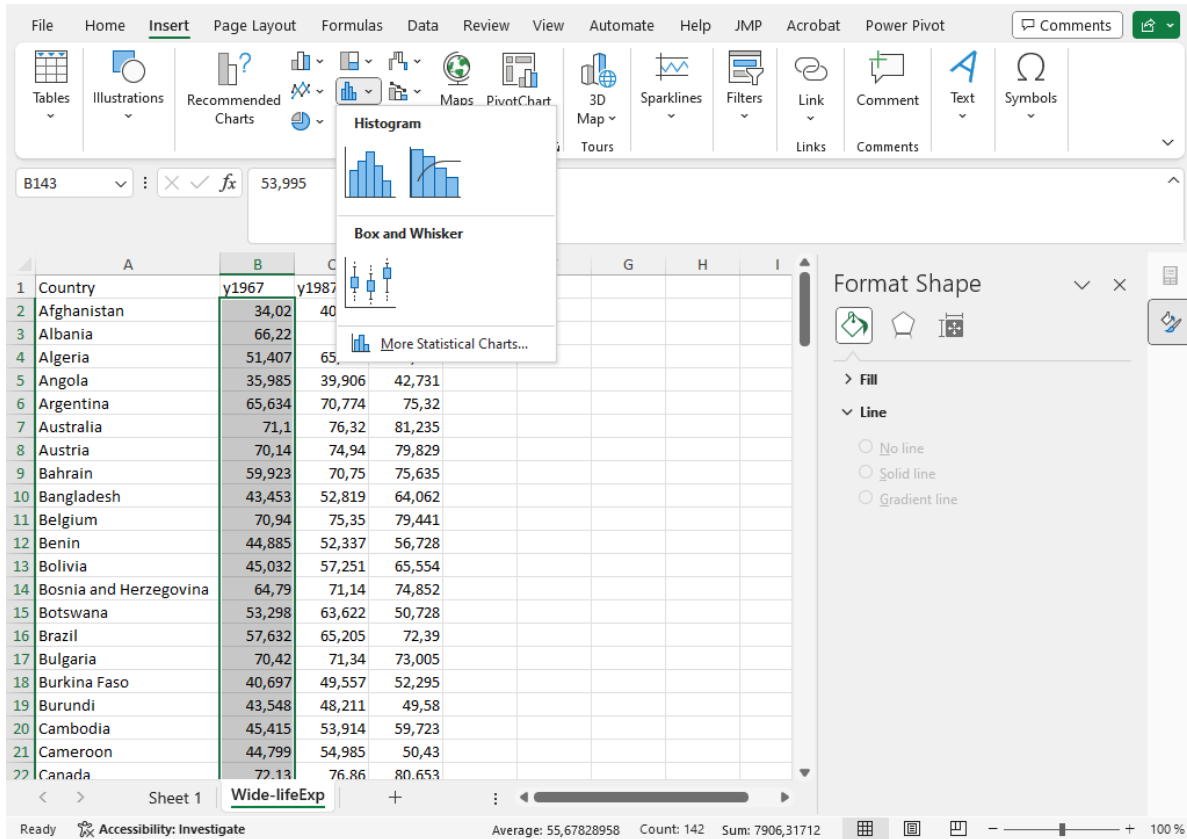 File Home Insert Page Layout Formulas Data Review View Automate Help JMP Acrobat Power Pivot Comments
Tables Illustrations Recommended Charts Maps PivotChart 3D Map Sparklines Filters Link Comment Text Symbols
Tours Links Comments
Histogram
Box and Whisker
More Statistical Charts...
B143 fx 53,995
A B C G H I
1 Country y1967 y1987
2 Afghanistan 34,02 40
3 Albania 66,22
4 Algeria 51,407 65,
5 Angola 35,985 39,906 42,731
6 Argentina 65,634 70,774 75,32
7 Australia 71,1 76,32 81,235
8 Austria 70,14 74,94 79,829
9 Bahrain 59,923 70,75 75,635
10 Bangladesh 43,453 52,819 64,062
11 Belgium 70,94 75,35 79,441
12 Benin 44,885 52,337 56,728
13 Bolivia 45,032 57,251 65,554
14 Bosnia and Herzegovina 64,79 71,14 74,852
15 Botswana 53,298 63,622 50,728
16 Brazil 57,632 65,205 72,39
17 Bulgaria 70,42 71,34 73,005
18 Burkina Faso 40,697 49,557 52,295
19 Burundi 43,548 48,211 49,58
20 Cambodia 45,415 53,914 59,723
21 Cameroon 44,799 54,985 50,43
22 Canada 72,13 76,86 80,653
Format Shape
Fill
Line
No line
Solid line
Gradient line
Sheet 1 Wide-lifeExp +
Ready Accessibility: Investigate Average: 55,67828958 Count: 142 Sum: 7906,31712 − + 100 %